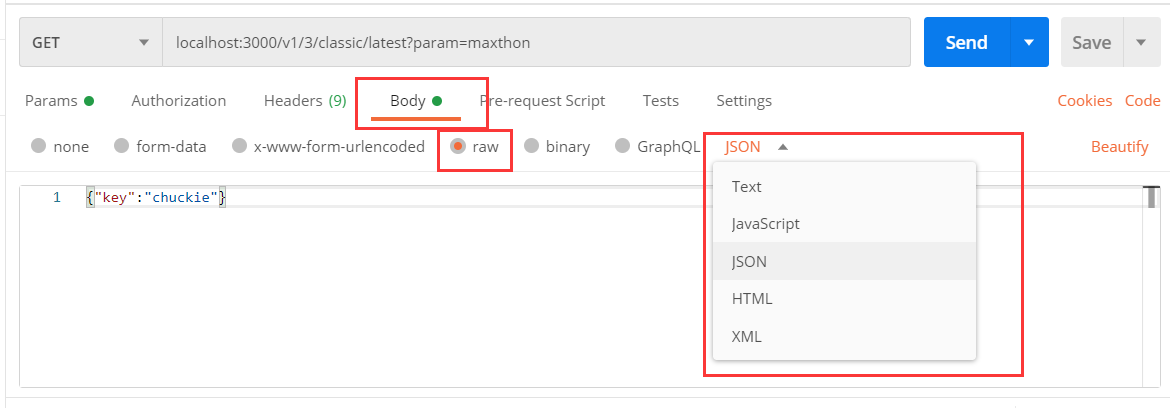 GET localhost:3000/v1/3/classic/latest?param=maxthon Send Save
Params Authorization Headers (9) Body Pre-request Script Tests Settings Cookies Code
none form-data x-www-form-urlencoded raw binary GraphQL JSON Beautify
1 {"key":"chuckie"}
Text
JavaScript
JSON
HTML
XML